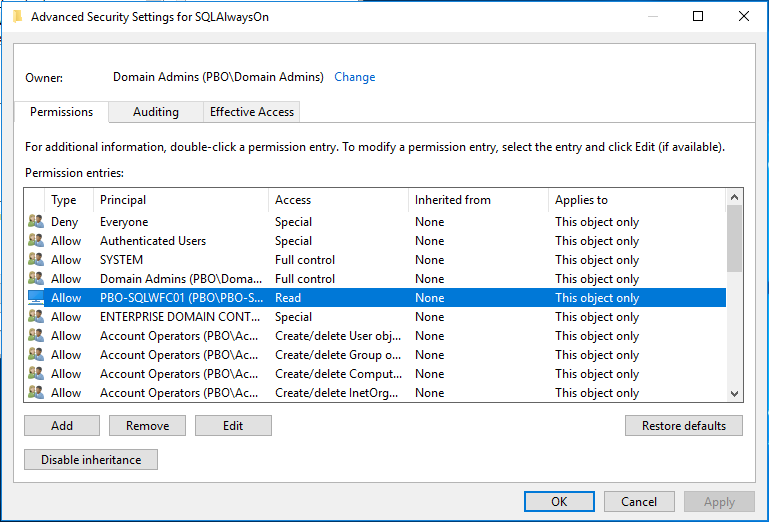 Advanced Security Settings for SQLAlwaysOn
Owner: Domain Admins (PBO\Domain Admins) Change
Permissions Auditing Effective Access
For additional information, double-click a permission entry. To modify a permission entry, select the entry and click Edit (if available).
Permission entries:
Type Principal Access Inherited from Applies to
Deny Everyone Special None This object only
Allow Authenticated Users Special None This object only
Allow SYSTEM Full control None This object only
Allow Domain Admins (PBO\Doma... Full control None This object only
Allow PBO-SQLWFC01 (PBO\PBO-S... Read None This object only
Allow ENTERPRISE DOMAIN CONT... Special None This object only
Allow Account Operators (PBO\Ac... Create/delete User obj... None This object only
Allow Account Operators (PBO\Ac... Create/delete Group o... None This object only
Allow Account Operators (PBO\Ac... Create/delete Comput... None This object only
Allow Account Operators (PBO\Ac... Create/delete InetOrg... None This object only
Add Remove Edit Restore defaults
Disable inheritance
OK Cancel Apply